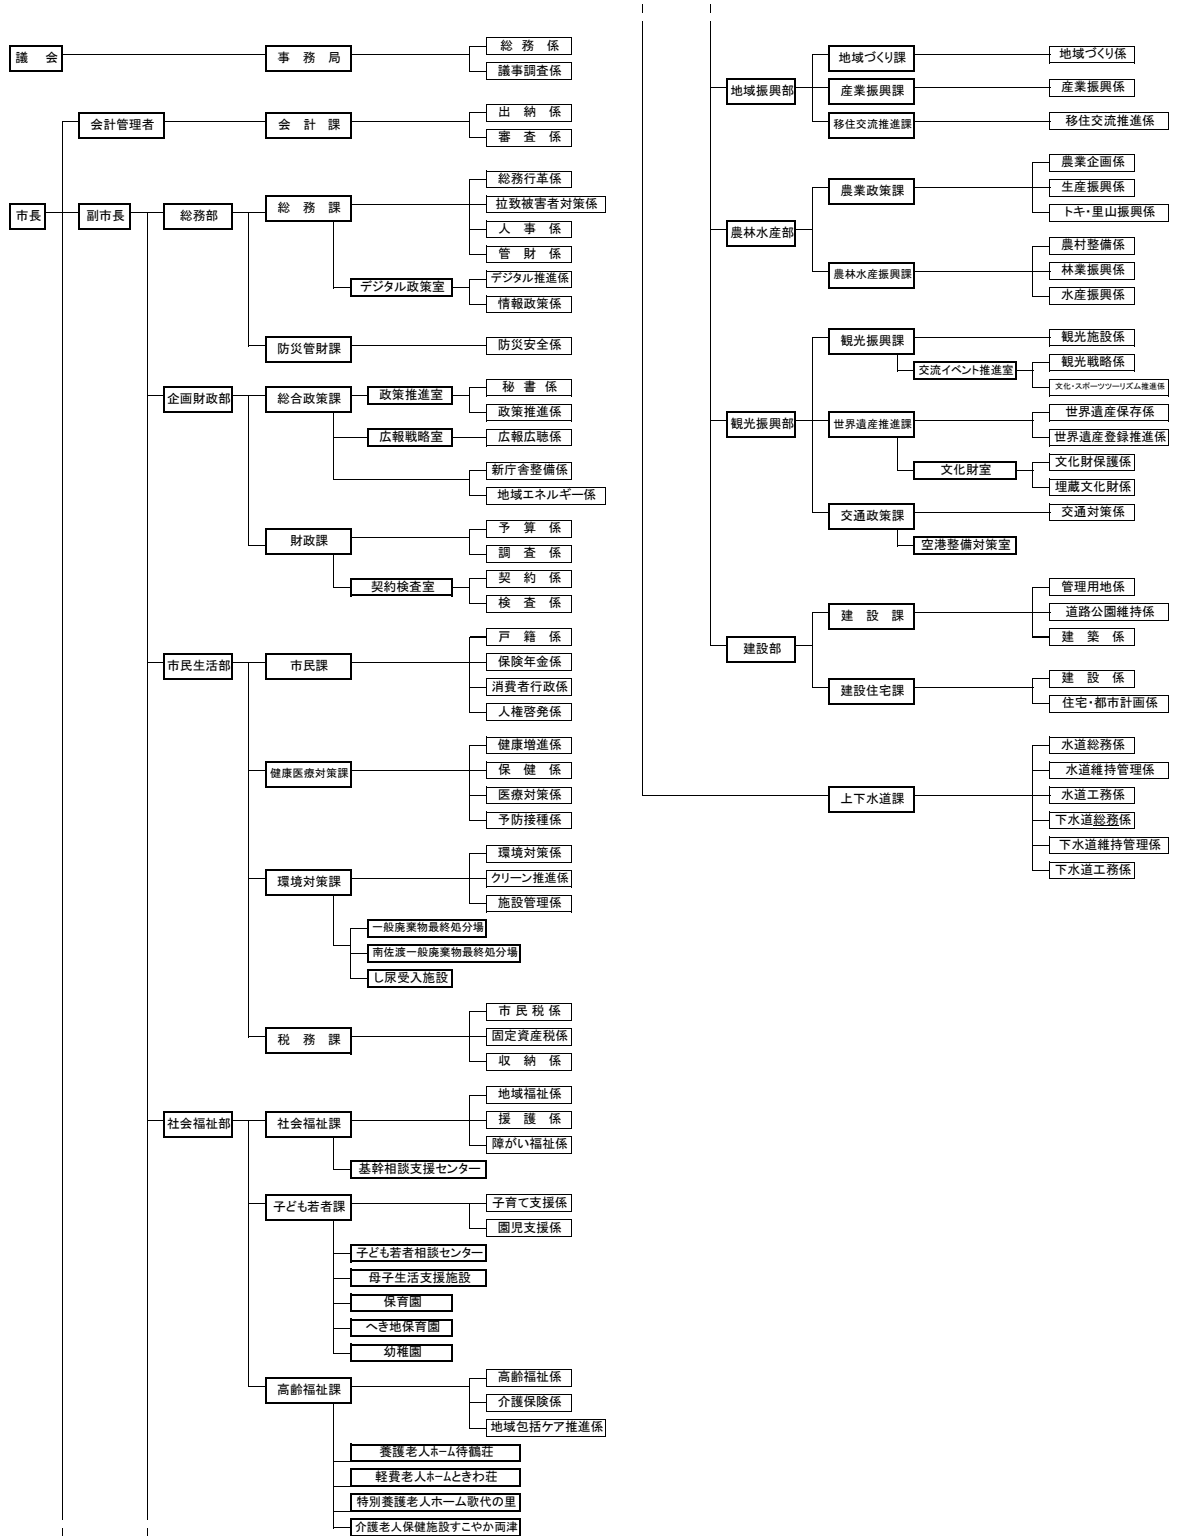 議　会
事　務　局
総　務　係
議事調査係
会計管理者
会　計　課
出　納　係
審　査　係
市長
副市長
総務部
総　務　課
総務行革係
拉致被害者対策係
人　事　係
管　財　係
デジタル政策室
デジタル推進係
情報政策係
防災管財課
防災安全係
企画財政部
総合政策課
政策推進室
秘　書　係
政策推進係
広報戦略室
広報広聴係
新庁舎整備係
地域エネルギー係
財政課
予　算　係
調　査　係
契約検査室
契　約　係
検　査　係
市民生活部
市民課
戸　籍　係
保険年金係
消費者行政係
人権啓発係
健康医療対策課
健康増進係
保　健　係
医療対策係
予防接種係
環境対策課
環境対策係
クリーン推進係
施設管理係
一般廃棄物最終処分場
南佐渡一般廃棄物最終処分場
し尿受入施設
税　務　課
市 民 税 係
固定資産税係
収　納　係
社会福祉部
社会福祉課
地域福祉係
援　護　係
障がい福祉係
基幹相談支援センター
子ども若者課
子育て支援係
園児支援係
子ども若者相談センター
母子生活支援施設
保育園
へき地保育園
幼稚園
高齢福祉課
高齢福祉係
介護保険係
地域包括ケア推進係
養護老人ホーム待鶴荘
軽費老人ホームときわ荘
特別養護老人ホーム歌代の里
介護老人保健施設すこやか両津
地域振興部
地域づくり課
地域づくり係
産業振興課
産業振興係
移住交流推進課
移住交流推進係
農林水産部
農業政策課
農業企画係
生産振興係
トキ・里山振興係
農林水産振興課
農村整備係
林業振興係
水産振興係
観光振興部
観光振興課
観光施設係
交流イベント推進室
観光戦略係
文化・スポーツツーリズム推進係
世界遺産推進課
世界遺産保存係
世界遺産登録推進係
文化財室
文化財保護係
埋蔵文化財係
交通政策課
交通対策係
空港整備対策室
建設部
建　設　課
管理用地係
道路公園維持係
建　築　係
建設住宅課
建　設　係
住宅・都市計画係
上下水道課
水道総務係
水道維持管理係
水道工務係
下水道総務係
下水道維持管理係
下水道工務係